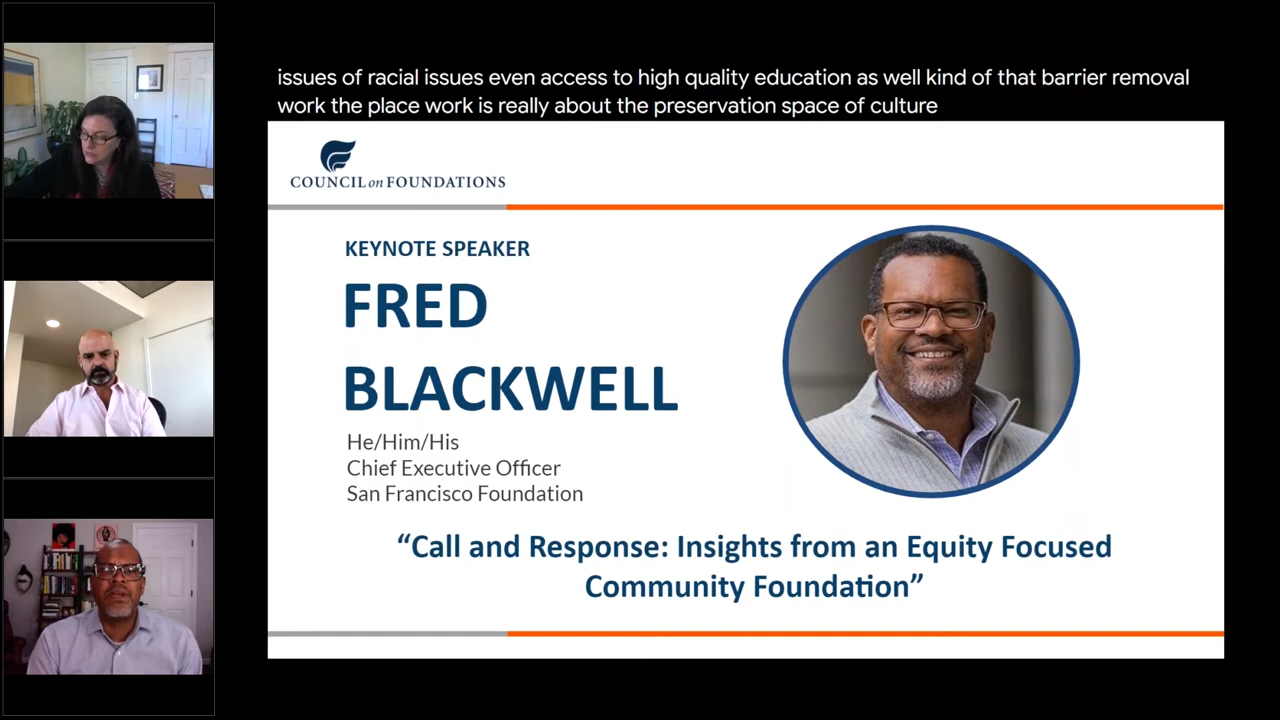 issues of racial issues even access to high quality education as well kind of that barrier removal
work the place work is really about the preservation space of culture
COUNCIL on FOUNDATIONS
KEYNOTE SPEAKER
FRED
BLACKWELL
He/Him/His
Chief Executive Officer
San Francisco Foundation
“Call and Response: Insights from an Equity Focused
Community Foundation”